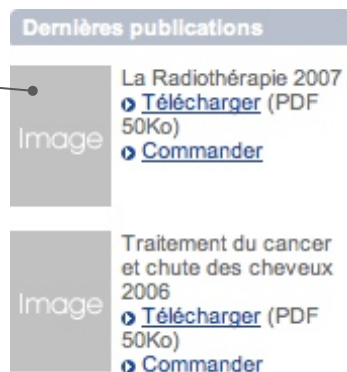 Dernières publications
La Radiothérapie 2007
Télécharger (PDF
50Ko)
Commander
Image
Traitement du cancer
et chute des cheveux
2006
Télécharger (PDF
50Ko)
Commander
Image